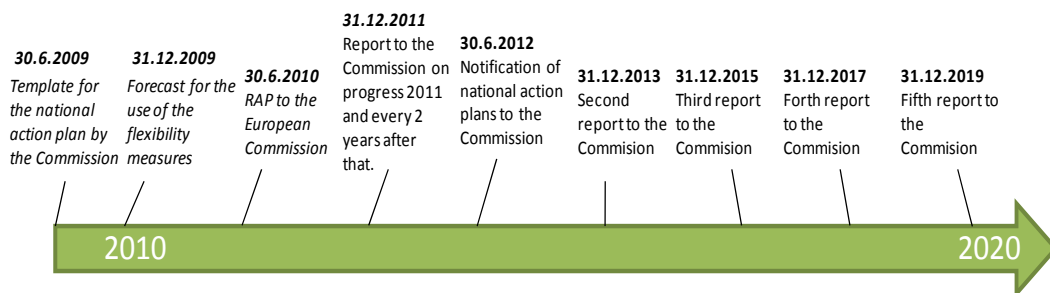 30.6.2009
Template for
the national
action plan by
the Commission
31.12.2009
Forecast for the
use of the
flexibility
measures
30.6.2010
RAP to the
European
Commission
31.12.2011
Report to the
Commission on
progress 2011
and every 2
years after
that.
30.6.2012
Notification of
national action
plans to the
Commission
31.12.2013
Second
report to the
Commision
31.12.2015
Third report
to the
Commision
31.12.2017
Forth report
to the
Commision
31.12.2019
Fifth report to
the
Commision
2010
2020